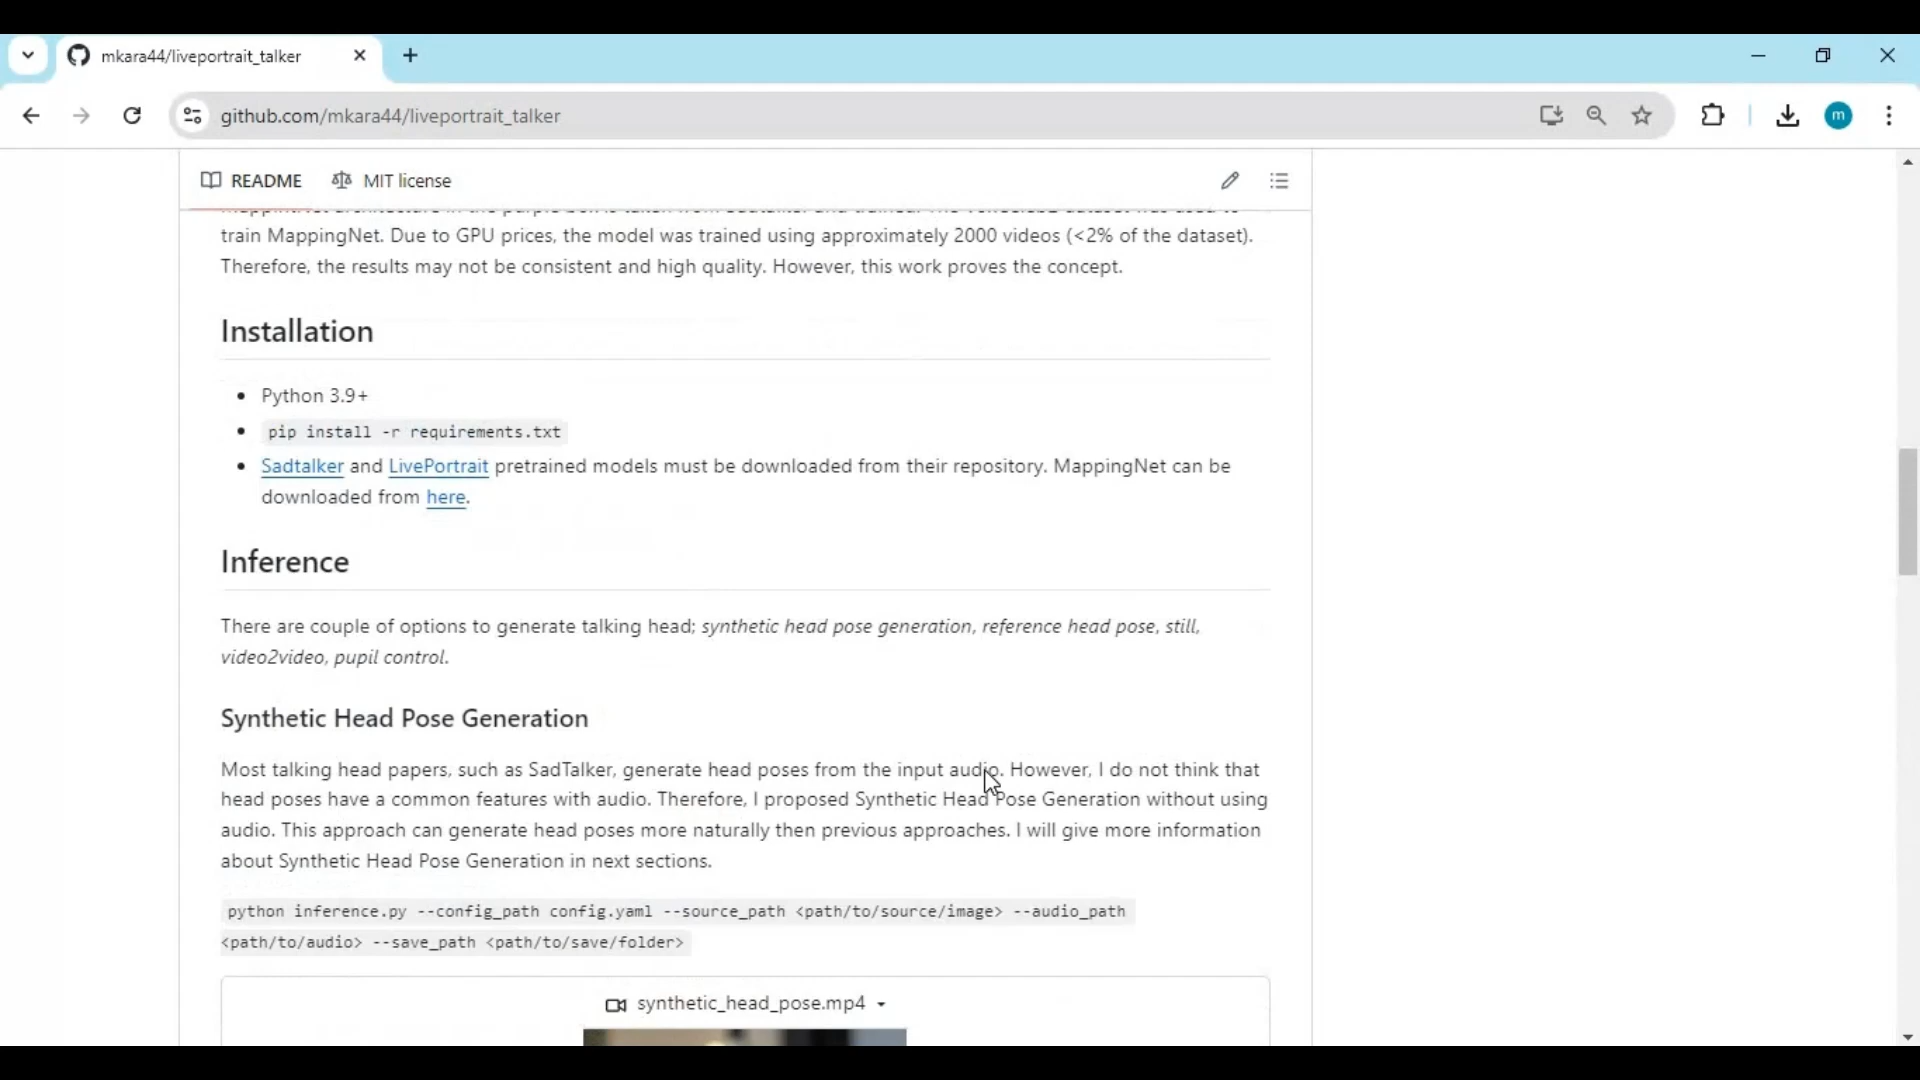 mkara44/liveportrait_talker
github.com/mkara44/liveportrait_talker
m
README
MIT license
train MappingNet. Due to GPU prices, the model was trained using approximately 2000 videos (<2% of the dataset).
Therefore, the results may not be consistent and high quality. However, this work proves the concept.
Installation
Python 3.9+
pip install -r requirements.txt
Sadtalker and LivePortrait pretrained models must be downloaded from their repository. MappingNet can be
downloaded from here.
Inference
There are couple of options to generate talking head; synthetic head pose generation, reference head pose, still,
video2video, pupil control.
Synthetic Head Pose Generation
Most talking head papers, such as SadTalker, generate head poses from the input audio. However, I do not think that
head poses have a common features with audio. Therefore, I proposed Synthetic Head Pose Generation without using
audio. This approach can generate head poses more naturally then previous approaches. I will give more information
about Synthetic Head Pose Generation in next sections.
python inference.py --config_path config.yaml --source_path <path/to/source/image> --audio_path
<path/to/audio> --save_path <path/to/save/folder>
synthetic_head_pose.mp4